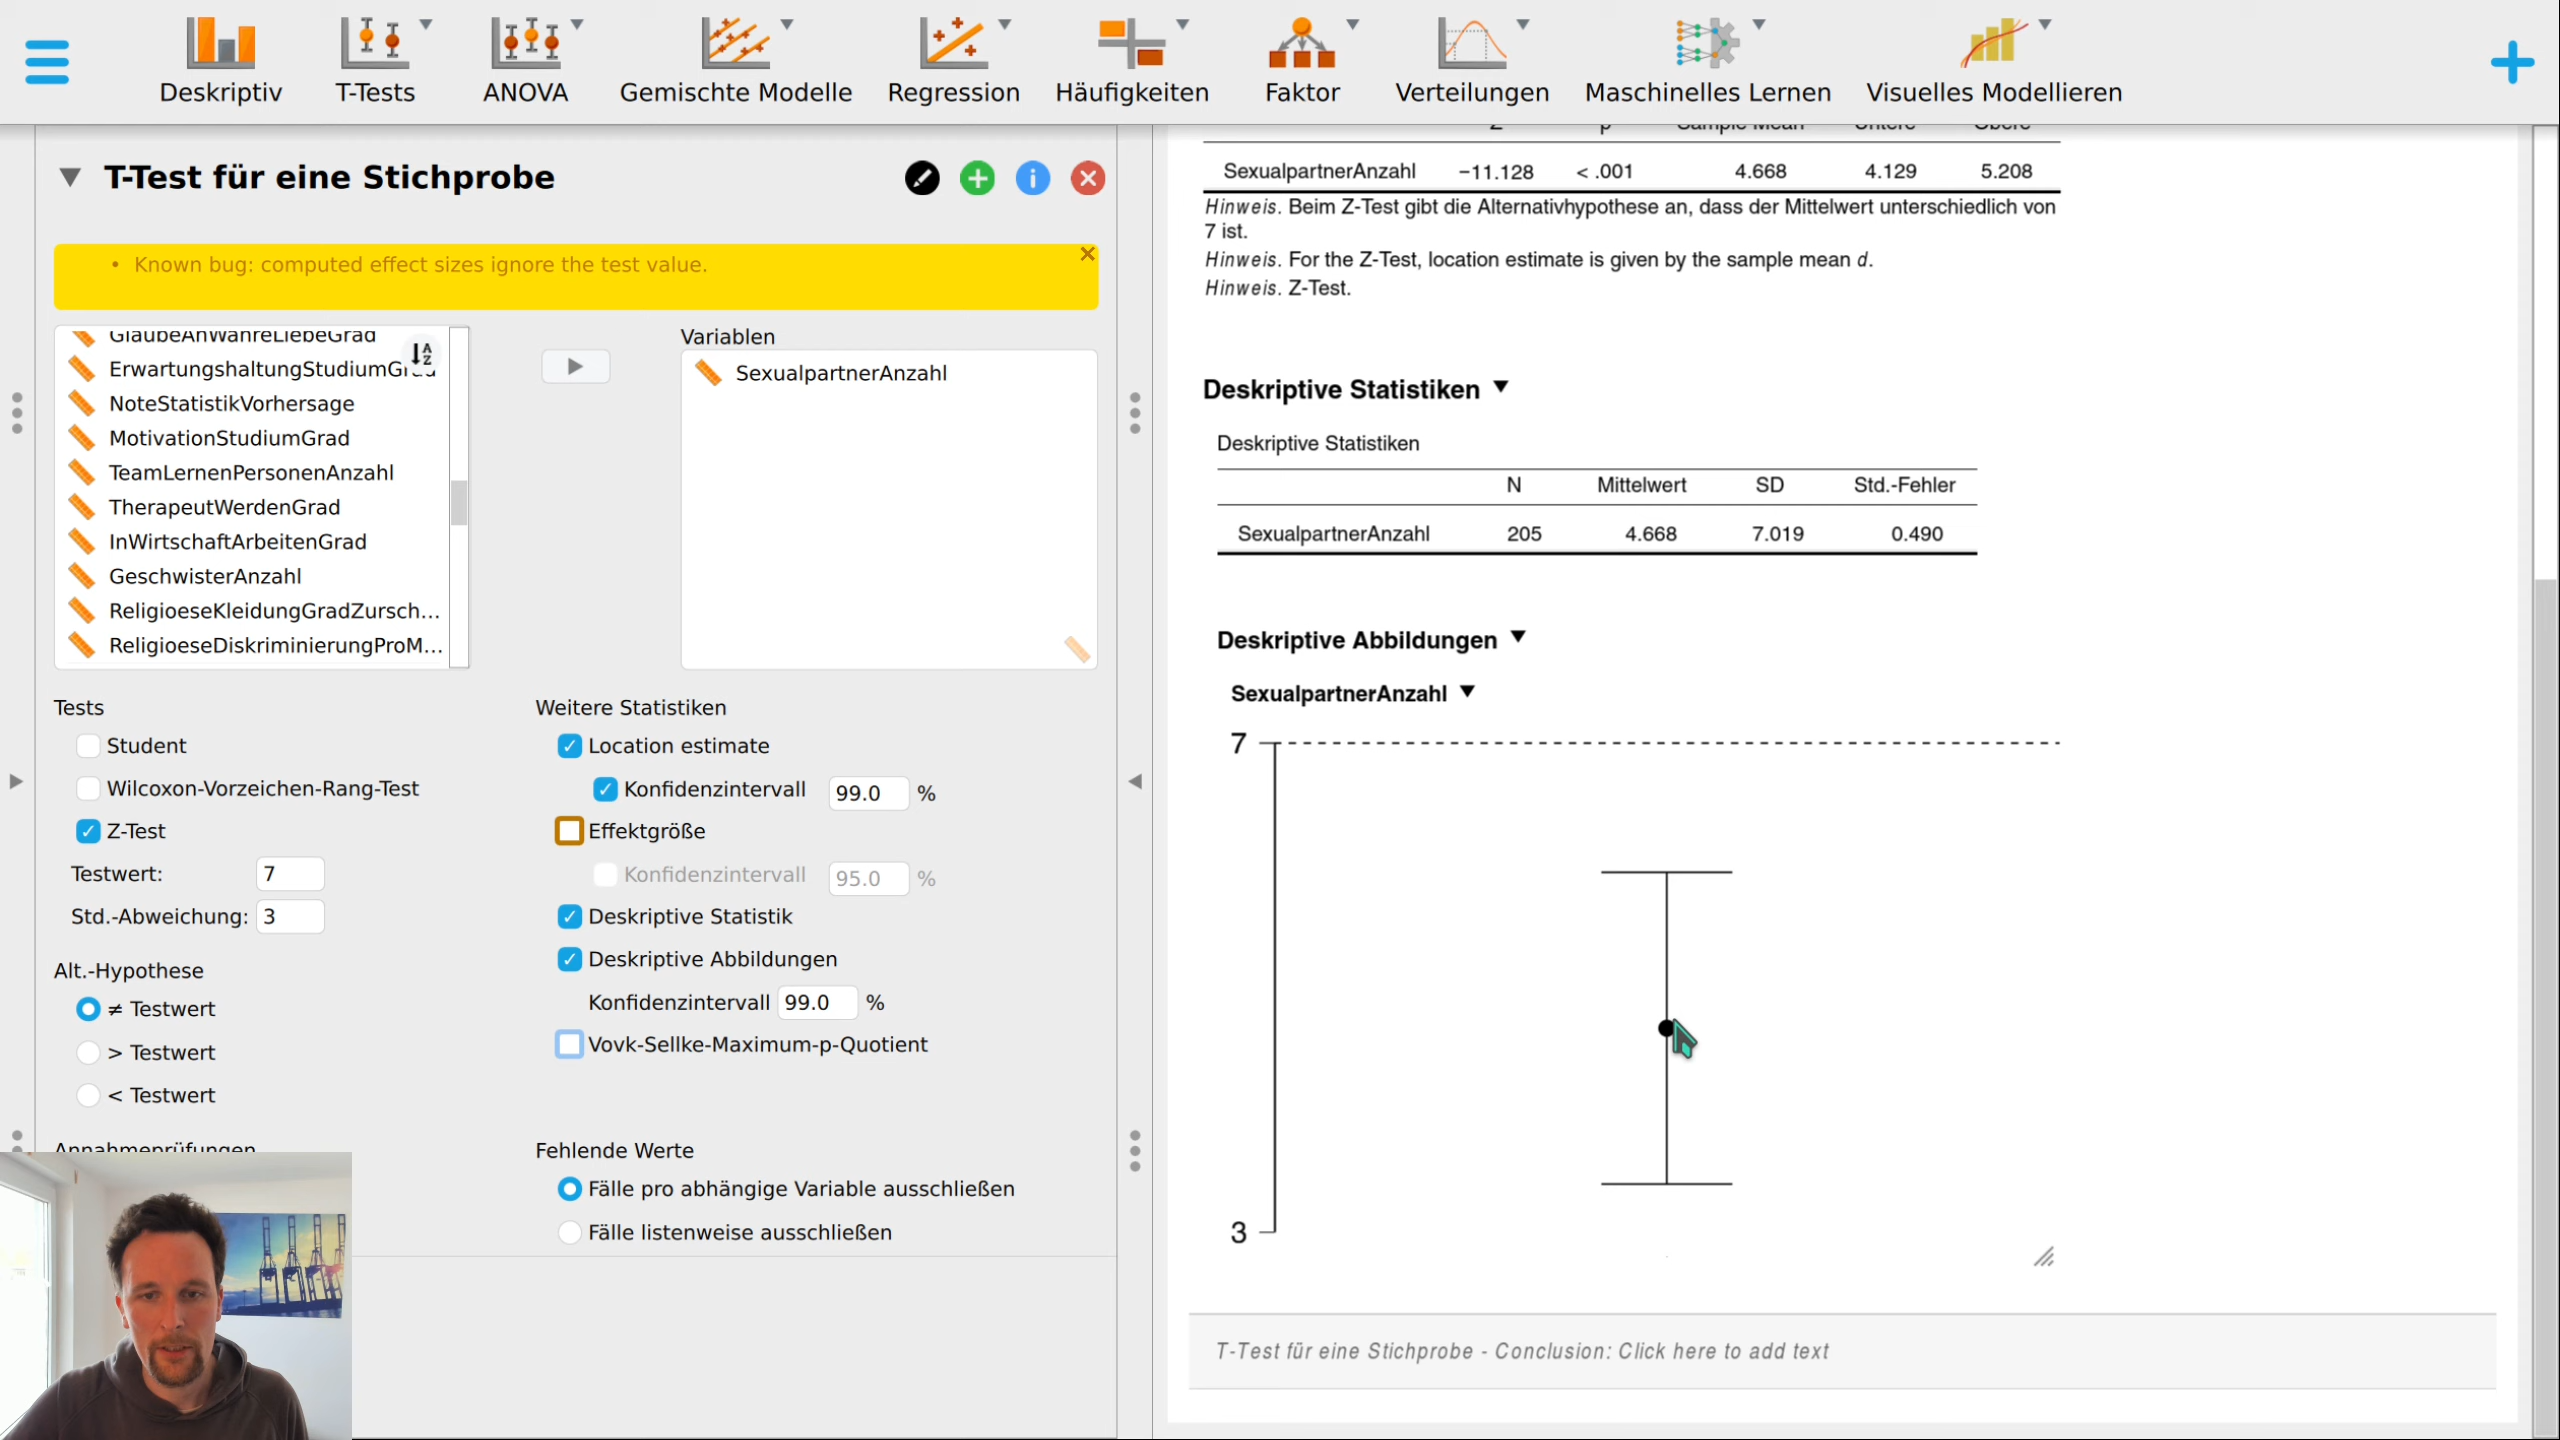 Deskriptiv T-Tests ANOVA Gemischte Modelle Regression Häufigkeiten Faktor Verteilungen Maschinelles Lernen Visuelles Modellieren
T-Test für eine Stichprobe
• Known bug: computed effect sizes ignore the test value.
GlaubeAnWahreLiebeGrad
ErwartungshaltungStudiumGrad
NoteStatistikVorhersage
MotivationStudiumGrad
TeamLernenPersonenAnzahl
TherapeutWerdenGrad
InWirtschaftArbeitenGrad
GeschwisterAnzahl
ReligioeseKleidungGradZursch...
ReligioeseDiskriminierungProM...
Variablen
SexualpartnerAnzahl
Tests
Student
Wilcoxon-Vorzeichen-Rang-Test
Z-Test
Testwert: 7
Std.-Abweichung: 3
Alt.-Hypothese
≠ Testwert
> Testwert
< Testwert
Annahmeprüfungen
Weitere Statistiken
Location estimate
Konfidenzintervall 99.0 %
Effektgröße
Konfidenzintervall 95.0 %
Deskriptive Statistik
Deskriptive Abbildungen
Konfidenzintervall 99.0 %
Vovk-Sellke-Maximum-p-Quotient
Fehlende Werte
Fälle pro abhängige Variable ausschließen
Fälle listenweise ausschließen
z p Sample Mean Untere Obere
SexualpartnerAnzahl −11.128 < .001 4.668 4.129 5.208
Hinweis. Beim Z-Test gibt die Alternativhypothese an, dass der Mittelwert unterschiedlich von
7 ist.
Hinweis. For the Z-Test, location estimate is given by the sample mean d.
Hinweis. Z-Test.
Deskriptive Statistiken
Deskriptive Statistiken
N Mittelwert SD Std.-Fehler
SexualpartnerAnzahl 205 4.668 7.019 0.490
Deskriptive Abbildungen
SexualpartnerAnzahl
7
3
T-Test für eine Stichprobe - Conclusion: Click here to add text